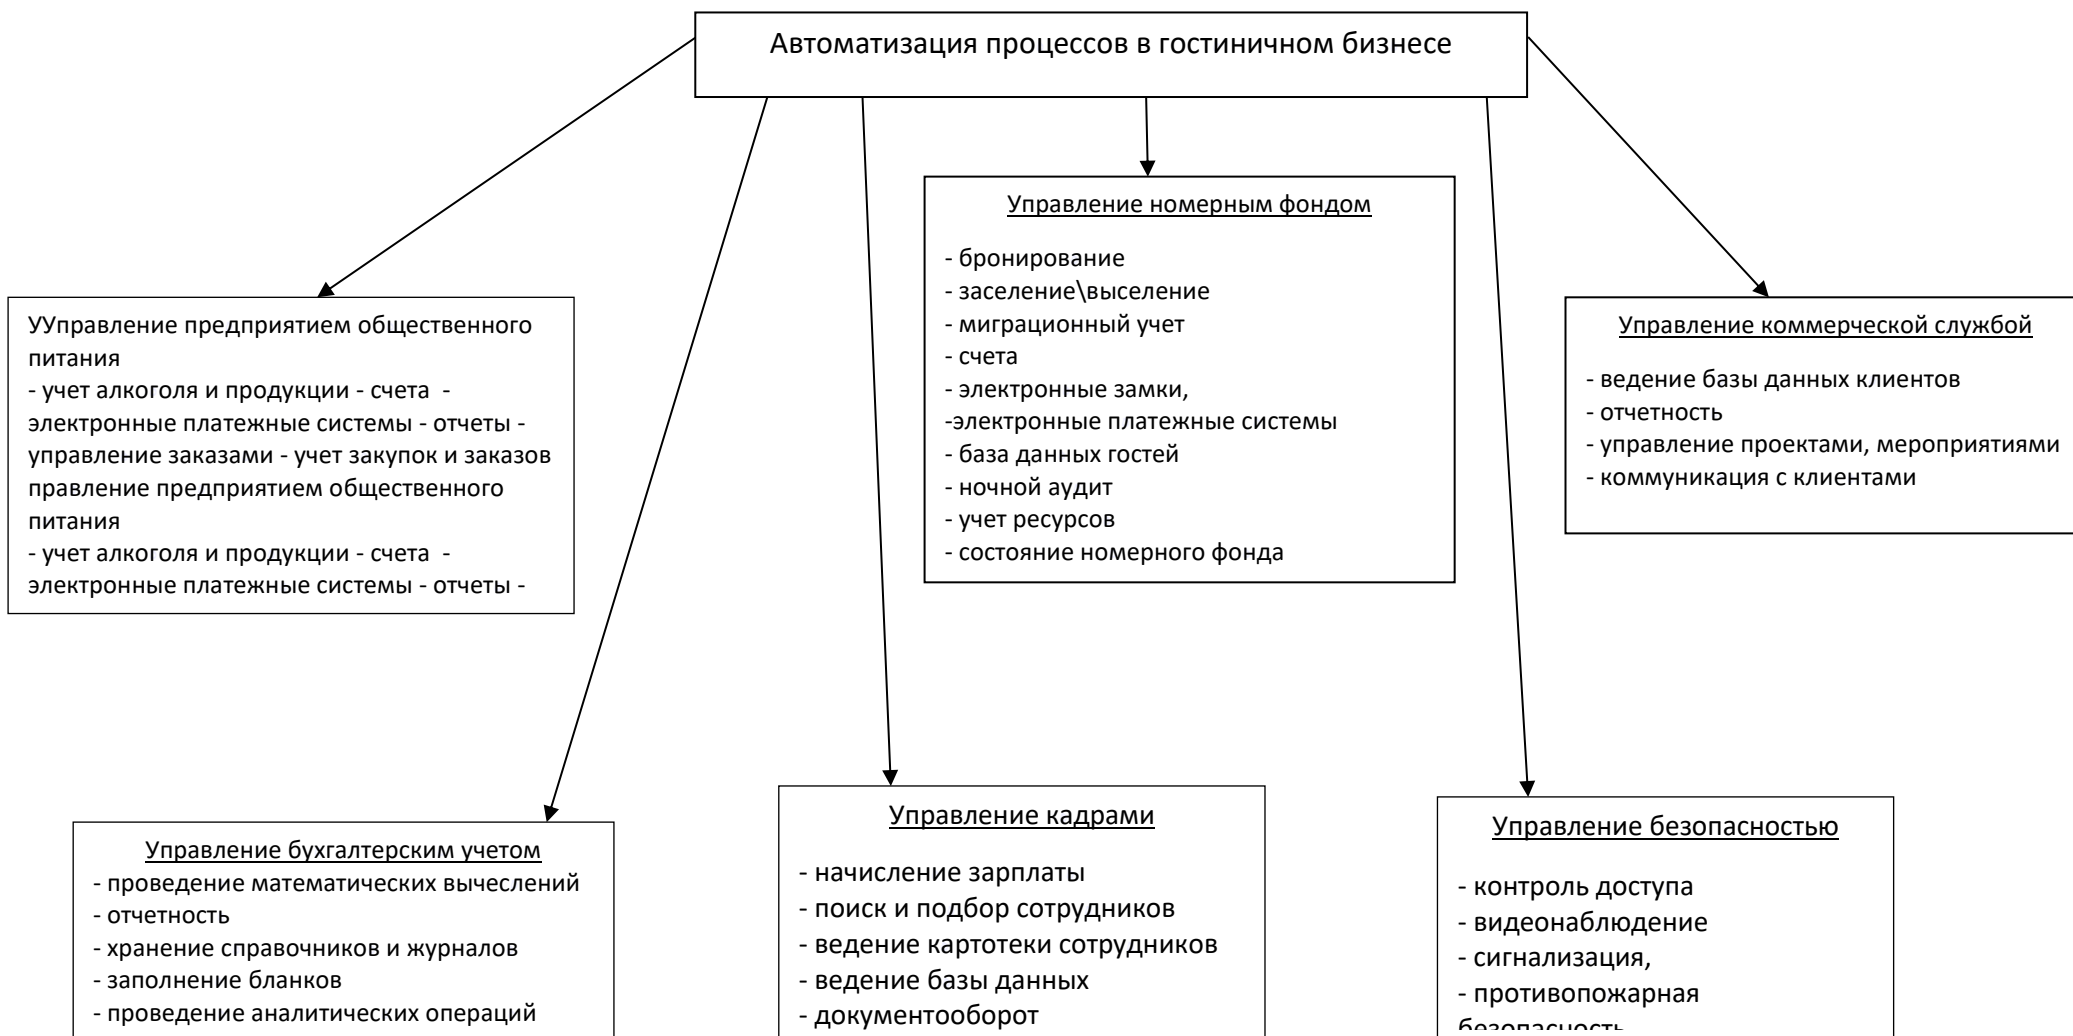 Автоматизация процессов в гостиничном бизнесе
Управление номерным фондом
- бронирование
- заселение\выселение
- миграционный учет
- счета
- электронные замки,
-электронные платежные системы
- база данных гостей
- ночной аудит
- учет ресурсов
- состояние номерного фонда
УУправление предприятием общественного
питания
- учет алкоголя и продукции - счета  -
электронные платежные системы - отчеты -
управление заказами - учет закупок и заказов
правление предприятием общественного
питания
- учет алкоголя и продукции - счета  -
электронные платежные системы - отчеты -
Управление коммерческой службой
- ведение базы данных клиентов
- отчетность
- управление проектами, мероприятиями
- коммуникация с клиентами
Управление бухгалтерским учетом
- проведение математических вычеслений
- отчетность
- хранение справочников и журналов
- заполнение бланков
- проведение аналитических операций
Управление кадрами
- начисление зарплаты
- поиск и подбор сотрудников
- ведение картотеки сотрудников
- ведение базы данных
- документооборот
Управление безопасностью
- контроль доступа
- видеонаблюдение
- сигнализация,
- противопожарная
безопасность